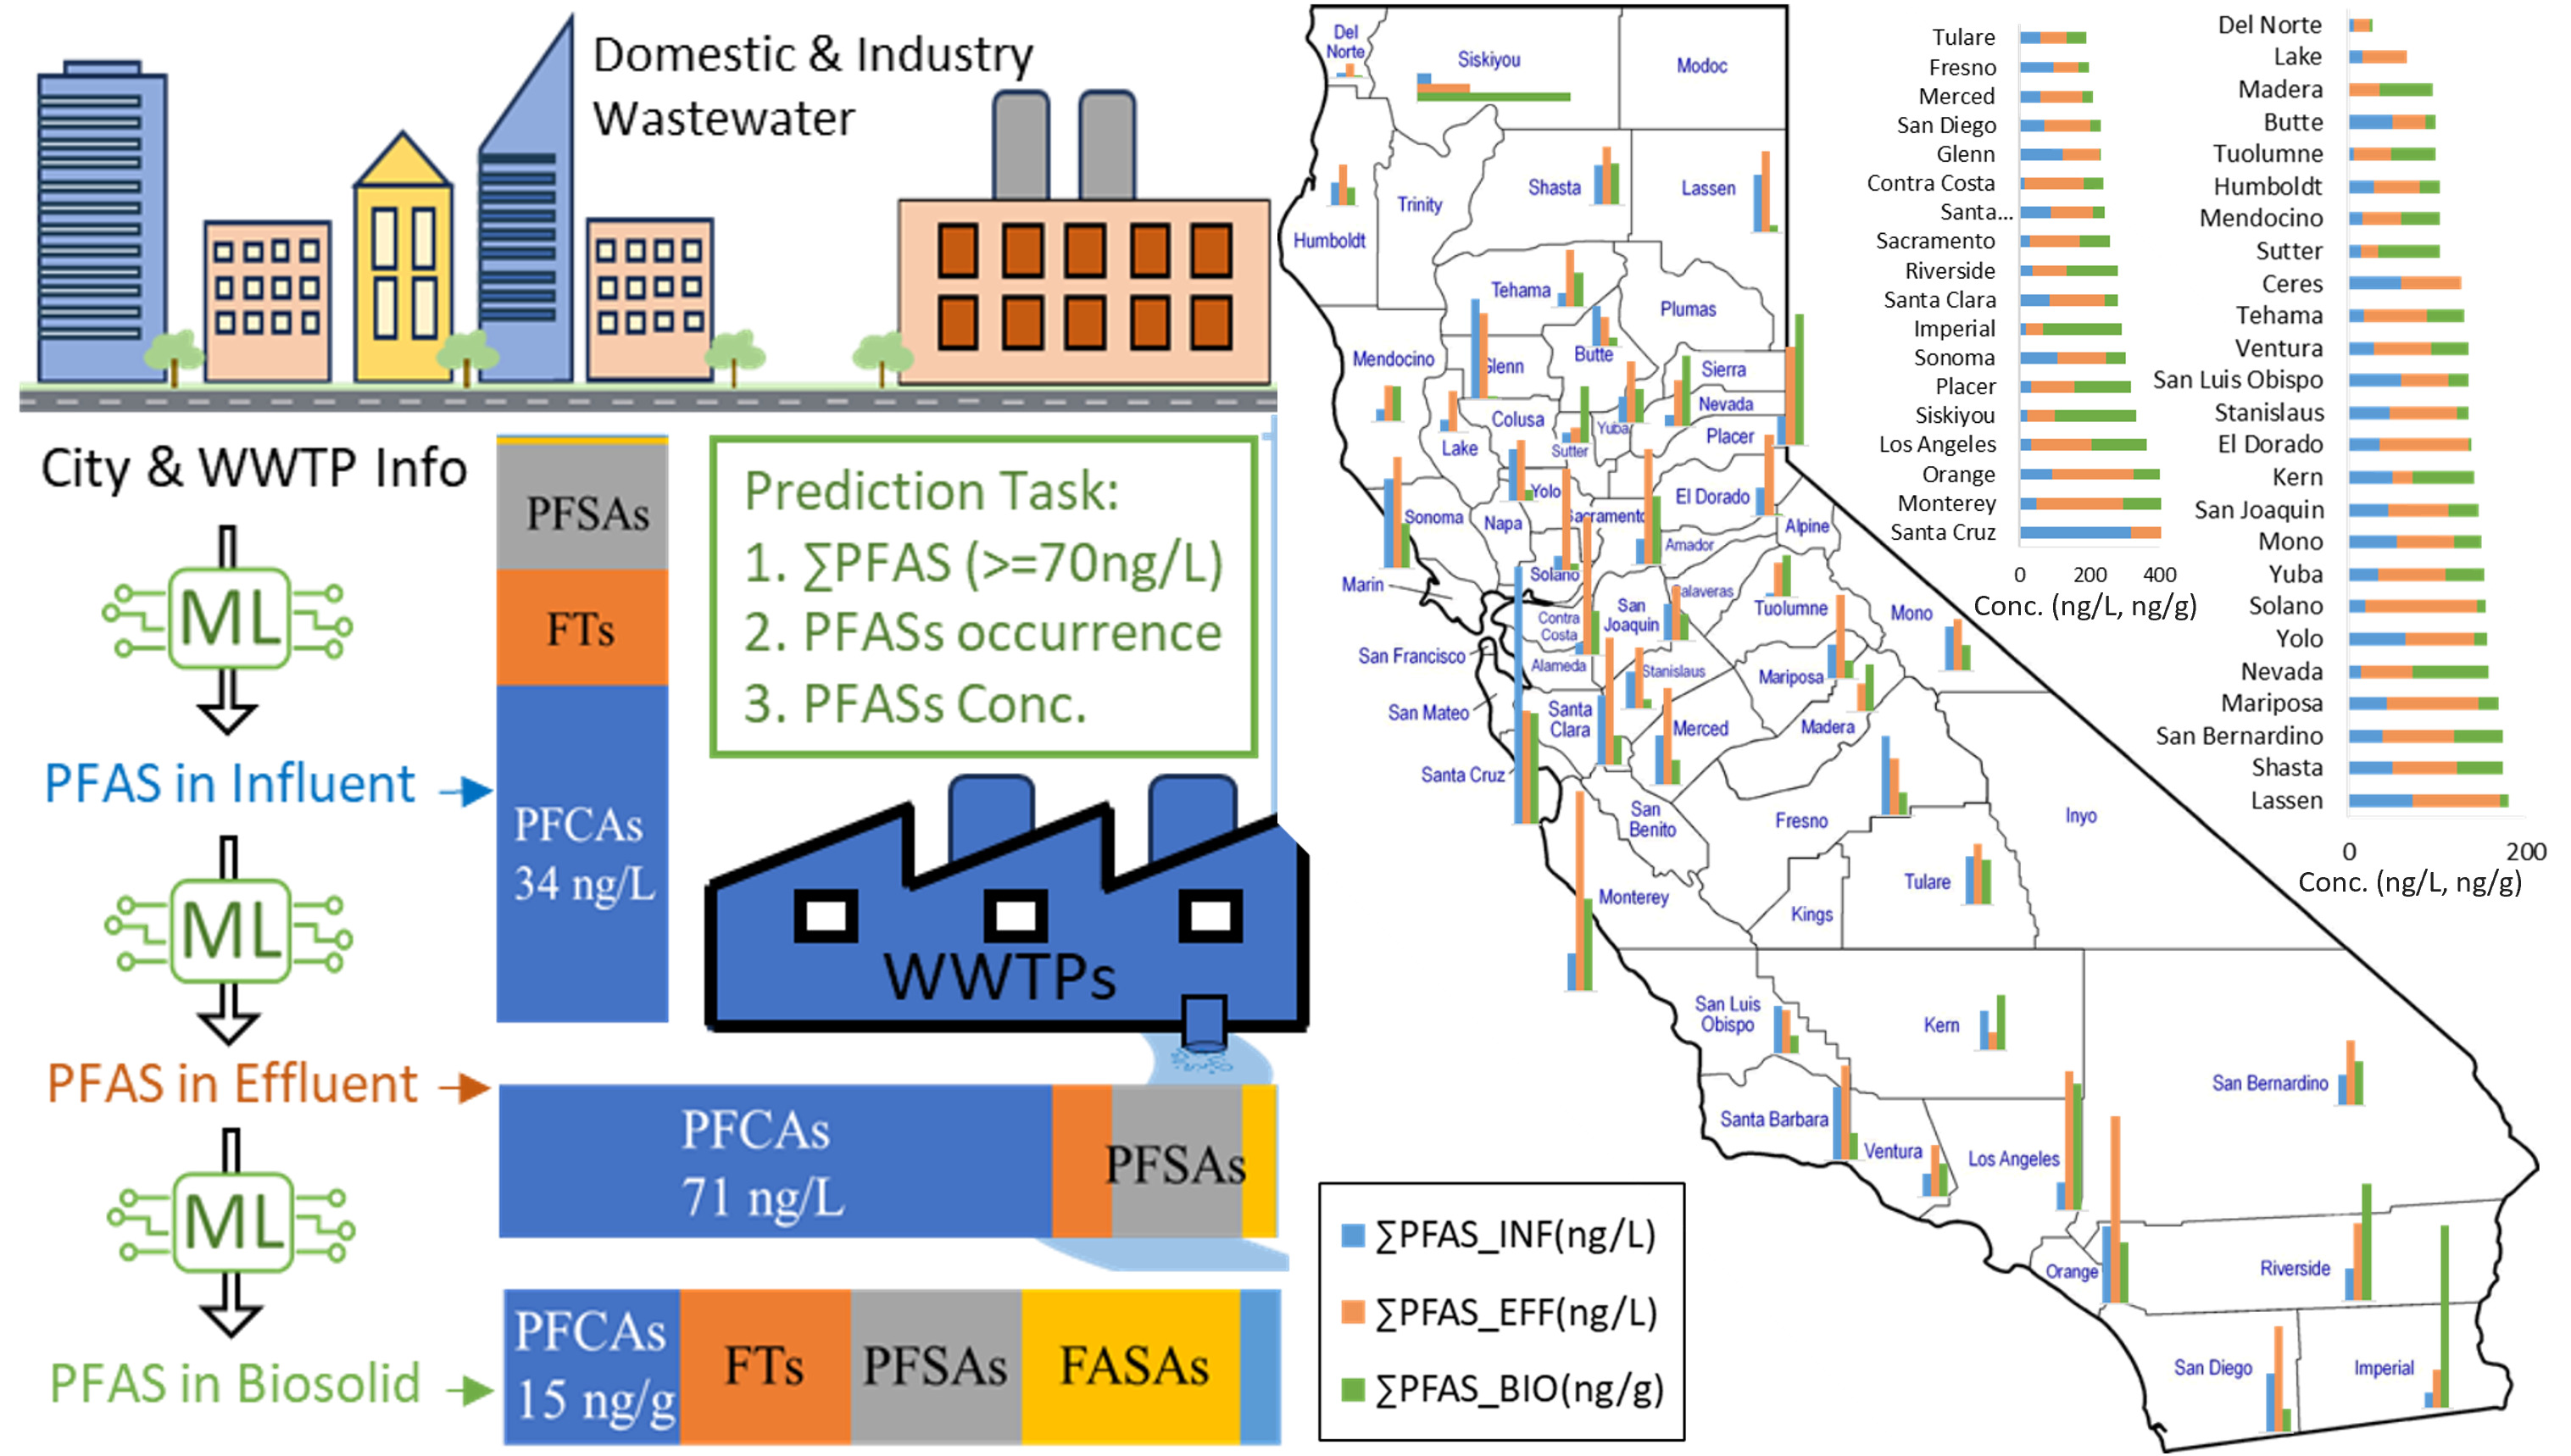 Domestic & Industry
Wastewater
City & WWTP Info
ML
PFAS in Influent
ML
PFAS in Effluent
ML
PFAS in Biosolid
PFSAs
FTs
PFCAs
34 ng/L
Prediction Task:
1. ∑PFAS (>=70ng/L)
2. PFASs occurrence
3. PFASs Conc.
WWTPs
PFCAs
71 ng/L
PFSAs
PFCAs
15 ng/g
FTs
PFSAs
FASAs
Del
Norte
Siskiyou
Modoc
Humboldt
Trinity
Shasta
Lassen
Tehama
Plumas
Mendocino
Glenn
Butte
Sierra
Nevada
Colusa
Lake
Sutter
Yuba
Placer
Sonoma
Napa
Yolo
Sacramento
El Dorado
Alpine
Amador
Marin
Solano
Calaveras
Contra
Costa
San
Joaquin
Tuolumne
Mono
San Francisco
Alameda
Stanislaus
Mariposa
San Mateo
Santa
Clara
Merced
Madera
Santa Cruz
San
Benito
Fresno
Inyo
Monterey
Kings
Tulare
San Luis
Obispo
Kern
San Bernardino
Santa Barbara
Ventura
Los Angeles
Orange
Riverside
San Diego
Imperial
∑PFAS_INF(ng/L)
∑PFAS_EFF(ng/L)
∑PFAS_BIO(ng/g)
Tulare
Fresno
Merced
San Diego
Glenn
Contra Costa
Santa...
Sacramento
Riverside
Santa Clara
Imperial
Sonoma
Placer
Siskiyou
Los Angeles
Orange
Monterey
Santa Cruz
0 200 400
Conc. (ng/L, ng/g)
Del Norte
Lake
Madera
Butte
Tuolumne
Humboldt
Mendocino
Sutter
Ceres
Tehama
Ventura
San Luis Obispo
Stanislaus
El Dorado
Kern
San Joaquin
Mono
Yuba
Solano
Yolo
Nevada
Mariposa
San Bernardino
Shasta
Lassen
0 200
Conc. (ng/L, ng/g)